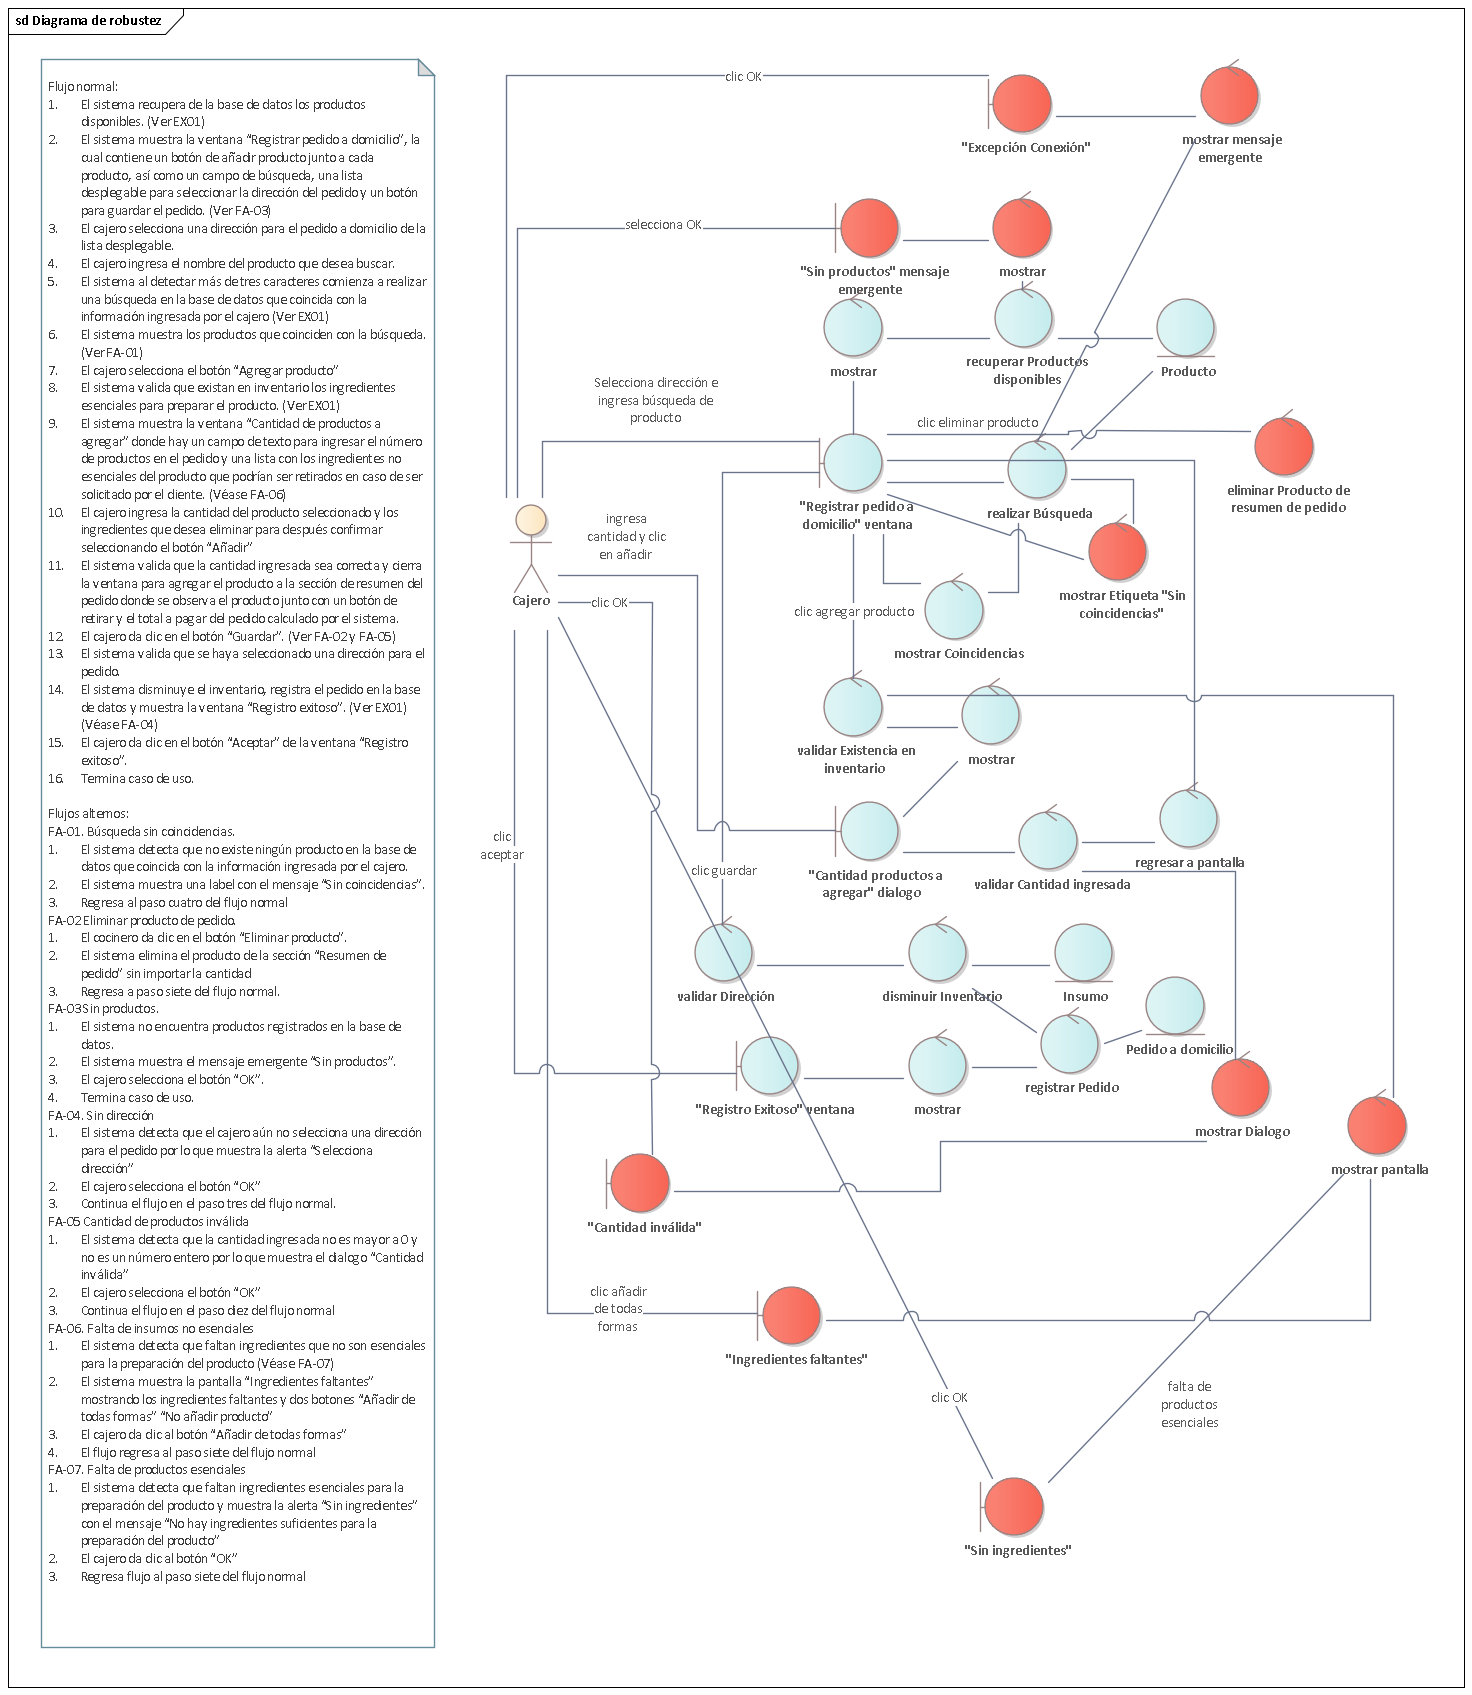 sd Diagrama de robustez
Flujo normal:
1. El sistema recupera de la base de datos los productos
disponibles. (Ver EX01)
2. El sistema muestra la ventana “Registrar pedido a domicilio”, la
cual contiene un botón de añadir producto junto a cada
producto, así como un campo de búsqueda, una lista
desplegable para seleccionar la dirección del pedido y un botón
para guardar el pedido. (Ver FA-03)
3. El cajero selecciona una dirección para el pedido a domicilio de la
lista desplegable.
4. El cajero ingresa el nombre del producto que desea buscar.
5. El sistema al detectar más de tres caracteres comienza a realizar
una búsqueda en la base de datos que coincida con la
información ingresada por el cajero (Ver EX01)
6. El sistema muestra los productos que coinciden con la búsqueda.
(Ver FA-01)
7. El cajero selecciona el botón “Agregar producto”
8. El sistema valida que existan en inventario los ingredientes
esenciales para preparar el producto. (Ver EX01)
9. El sistema muestra la ventana “Cantidad de productos a
agregar” donde hay un campo de texto para ingresar el número
de productos en el pedido y una lista con los ingredientes no
esenciales del producto que podrían ser retirados en caso de ser
solicitado por el cliente. (Véase FA-06)
10. El cajero ingresa la cantidad del producto seleccionado y los
ingredientes que desea eliminar para después confirmar
seleccionando el botón “Añadir”
11. El sistema valida que la cantidad ingresada sea correcta y cierra
la ventana para agregar el producto a la sección de resumen del
pedido donde se observa el producto junto con un botón de
retirar y el total a pagar del pedido calculado por el sistema.
12. El cajero da clic en el botón “Guardar”. (Ver FA-02 y FA-05)
13. El sistema valida que se haya seleccionado una dirección para el
pedido.
14. El sistema disminuye el inventario, registra el pedido en la base
de datos y muestra la ventana “Registro exitoso”. (Ver EX01)
(Véase FA-04)
15. El cajero da clic en el botón “Aceptar” de la ventana “Registro
exitoso”.
16. Termina caso de uso.
Flujos alternos:
FA-01. Búsqueda sin coincidencias.
1. El sistema detecta que no existe ningún producto en la base de
datos que coincida con la información ingresada por el cajero.
2. El sistema muestra una label con el mensaje “Sin coincidencias”.
3. Regresa al paso cuatro del flujo normal
FA-02 Eliminar producto de pedido.
1. El cocinero da clic en el botón “Eliminar producto”.
2. El sistema elimina el producto de la sección “Resumen de
pedido” sin importar la cantidad
3. Regresa a paso siete del flujo normal.
FA-03 Sin productos.
1. El sistema no encuentra productos registrados en la base de
datos.
2. El sistema muestra el mensaje emergente “Sin productos”.
3. El cajero selecciona el botón “OK”.
4. Termina caso de uso.
FA-04. Sin dirección
1. El sistema detecta que el cajero aún no selecciona una dirección
para el pedido por lo que muestra la alerta “Selecciona
dirección”
2. El cajero selecciona el botón “OK”
3. Continua el flujo en el paso tres del flujo normal.
FA-05 Cantidad de productos inválida
1. El sistema detecta que la cantidad ingresada no es mayor a 0 y
no es un número entero por lo que muestra el dialogo “Cantidad
inválida”
2. El cajero selecciona el botón “OK”
3. Continua el flujo en el paso diez del flujo normal
FA-06. Falta de insumos no esenciales
1. El sistema detecta que faltan ingredientes que no son esenciales
para la preparación del producto (Véase FA-07)
2. El sistema muestra la pantalla “Ingredientes faltantes”
mostrando los ingredientes faltantes y dos botones “Añadir de
todas formas” “No añadir producto”
3. El cajero da clic al botón “Añadir de todas formas”
4. El flujo regresa al paso siete del flujo normal
FA-07. Falta de productos esenciales
1. El sistema detecta que faltan ingredientes esenciales para la
preparación del producto y muestra la alerta “Sin ingredientes”
con el mensaje “No hay ingredientes suficientes para la
preparación del producto”
2. El cajero da clic al botón “OK”
3. Regresa flujo al paso siete del flujo normal
clic OK
"Excepción Conexión"
mostrar mensaje
emergente
selecciona OK
"Sin productos" mensaje
emergente
mostrar
mostrar
recuperar Productos
disponibles
Producto
Selecciona dirección e
ingresa búsqueda de
producto
clic eliminar producto
eliminar Producto de
resumen de pedido
"Registrar pedido a
domicilio" ventana
realizar Búsqueda
ingresa
cantidad y clic
en añadir
Cajero
clic OK
clic agregar producto
mostrar Etiqueta "Sin
coincidencias"
mostrar Coincidencias
validar Existencia en
inventario
mostrar
clic
aceptar
clic guardar
"Cantidad productos a
agregar" dialogo
validar Cantidad ingresada
regresar a pantalla
validar Dirección
disminuir Inventario
Insumo
Pedido a domicilio
registrar Pedido
"Registro Exitoso" ventana
mostrar
mostrar Dialogo
mostrar pantalla
"Cantidad inválida"
clic añadir
de todas
formas
"Ingredientes faltantes"
clic OK
falta de
productos
esenciales
"Sin ingredientes"